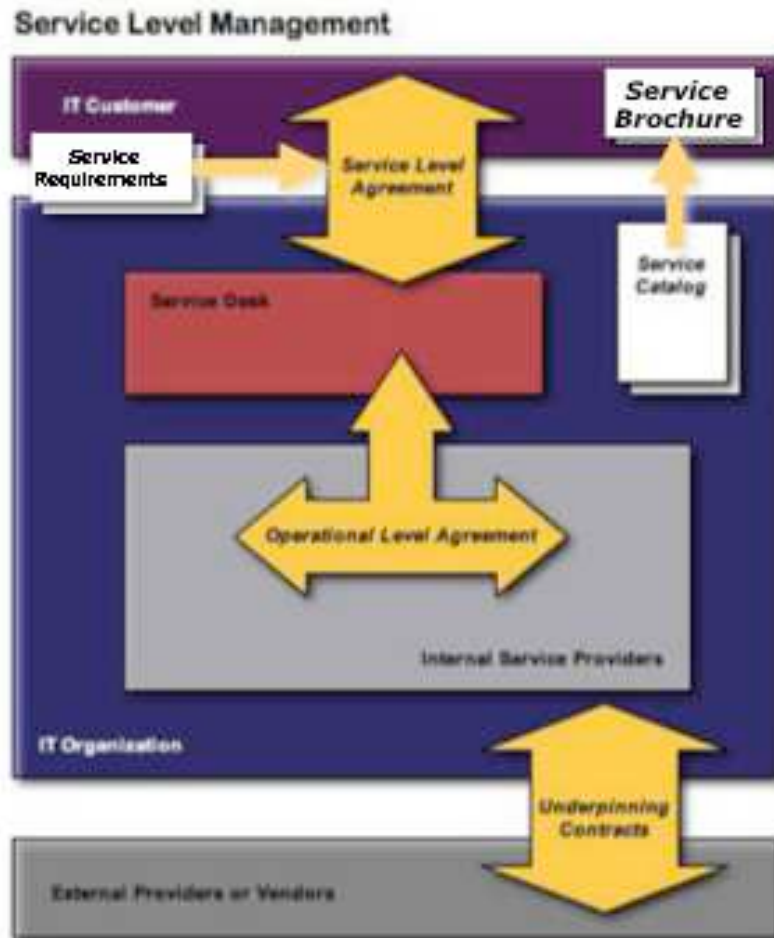 Service Level Management
IT Customer
Service
Brochure
Service
Requirements
Service Level
Agreement
Service
Catalog
Service Desk
Operational Level Agreement
Internal Service Providers
IT Organization
Underpinning
Contracts
External Providers or Vendors